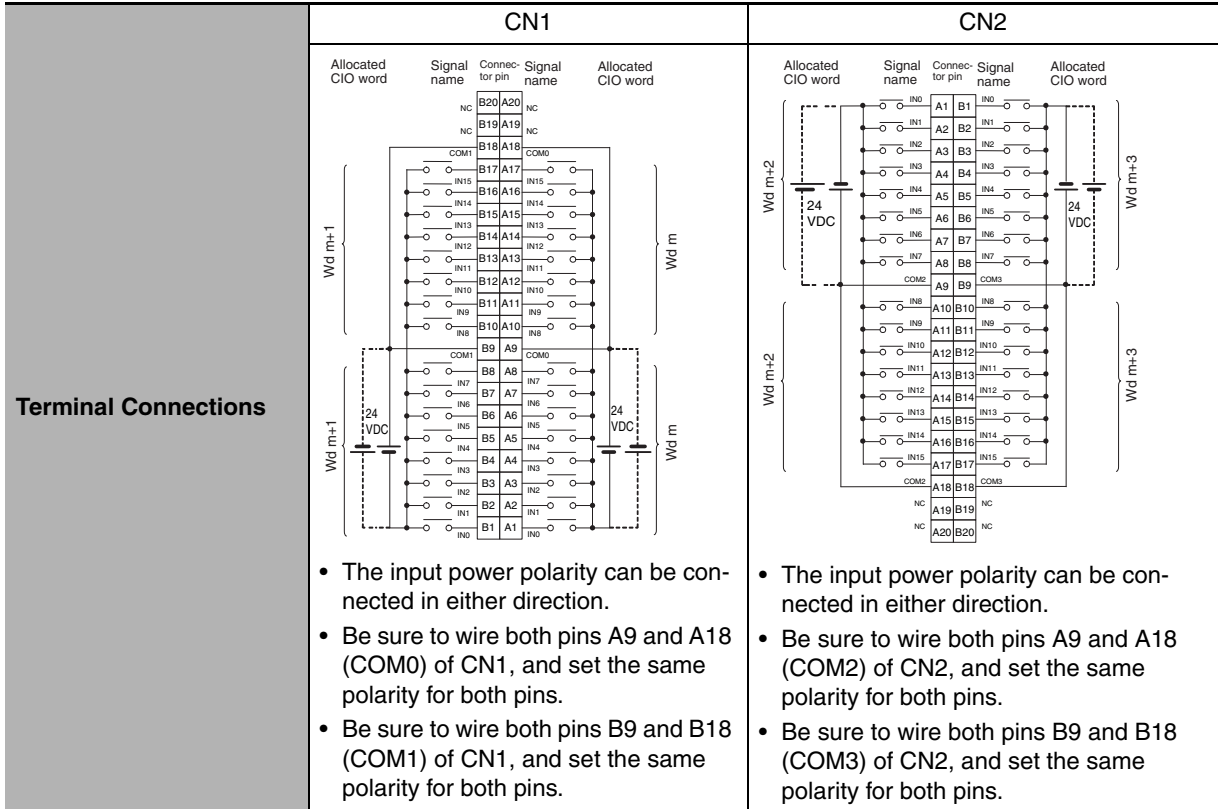 CN1
CN2
Terminal Connections
Allocated CIO word
Signal name
Connec-tor pin
Signal name
Allocated CIO word
NC B20 A20 NC
NC B19 A19 NC
COM1 B18 A18 COM0
IN15 B17 A17 IN15
IN14 B16 A16 IN14
IN13 B15 A15 IN13
IN12 B14 A14 IN12
IN11 B13 A13 IN11
IN10 B12 A12 IN10
IN9 B11 A11 IN9
IN8 B10 A10 IN8
COM1 B9 A9 COM0
IN7 B8 A8 IN7
IN6 B7 A7 IN6
IN5 B6 A6 IN5
IN4 B5 A5 IN4
IN3 B4 A4 IN3
IN2 B3 A3 IN2
IN1 B2 A2 IN1
IN0 B1 A1 IN0
Wd m+1
Wd m
Wd m+1
Wd m
24 VDC
24 VDC
• The input power polarity can be con-
nected in either direction.
• Be sure to wire both pins A9 and A18
(COM0) of CN1, and set the same
polarity for both pins.
• Be sure to wire both pins B9 and B18
(COM1) of CN1, and set the same
polarity for both pins.
Allocated CIO word
Signal name
Connec-tor pin
Signal name
Allocated CIO word
IN0 A1 B1 IN0
IN1 A2 B2 IN1
IN2 A3 B3 IN2
IN3 A4 B4 IN3
IN4 A5 B5 IN4
IN5 A6 B6 IN5
IN6 A7 B7 IN6
IN7 A8 B8 IN7
COM2 A9 B9 COM3
IN8 A10 B10 IN8
IN9 A11 B11 IN9
IN10 A12 B12 IN10
IN11 A13 B13 IN11
IN12 A14 B14 IN12
IN13 A15 B15 IN13
IN14 A16 B16 IN14
IN15 A17 B17 IN15
COM2 A18 B18 COM3
NC A19 B19 NC
NC A20 B20 NC
Wd m+2
Wd m+3
Wd m+2
Wd m+3
24 VDC
24 VDC
• The input power polarity can be con-
nected in either direction.
• Be sure to wire both pins A9 and A18
(COM2) of CN2, and set the same
polarity for both pins.
• Be sure to wire both pins B9 and B18
(COM3) of CN2, and set the same
polarity for both pins.